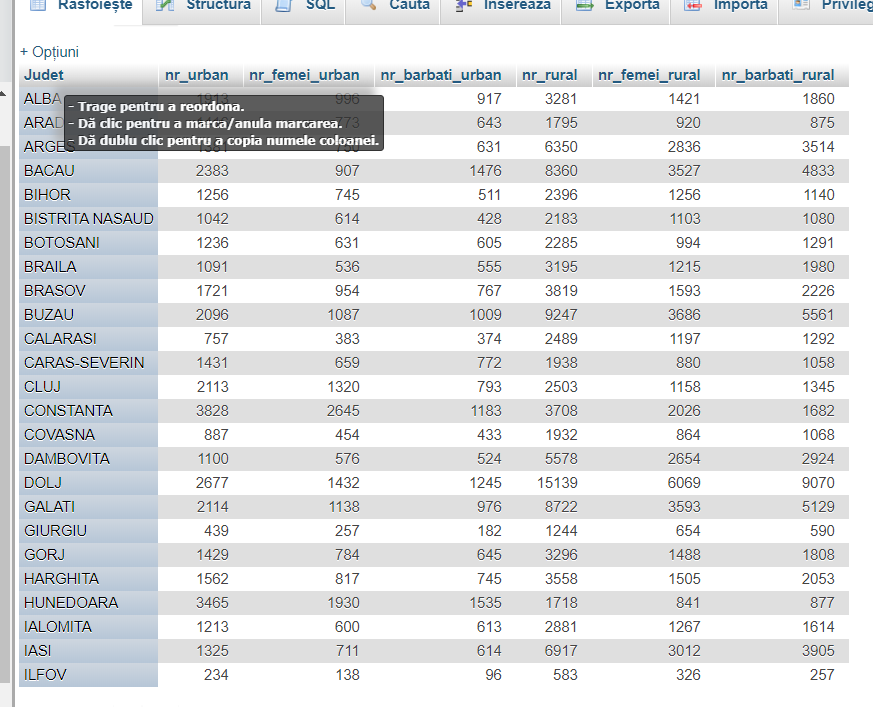 Răsfoiește Structură SQL Caută Inserează Exportă Importă Privileg
+ Opțiuni
Judet nr_urban nr_femei_urban nr_barbati_urban nr_rural nr_femei_rural nr_barbati_rural
ALBA 1913 996 917 3281 1421 1860
- Trage pentru a reordona.
ARAD 773 643 1795 920 875
- Dă clic pentru a marca/anula marcarea.
- Dă dublu clic pentru a copia numele coloanei.
ARGES 631 6350 2836 3514
BACAU 2383 907 1476 8360 3527 4833
BIHOR 1256 745 511 2396 1256 1140
BISTRITA NASAUD 1042 614 428 2183 1103 1080
BOTOSANI 1236 631 605 2285 994 1291
BRAILA 1091 536 555 3195 1215 1980
BRASOV 1721 954 767 3819 1593 2226
BUZAU 2096 1087 1009 9247 3686 5561
CALARASI 757 383 374 2489 1197 1292
CARAS-SEVERIN 1431 659 772 1938 880 1058
CLUJ 2113 1320 793 2503 1158 1345
CONSTANTA 3828 2645 1183 3708 2026 1682
COVASNA 887 454 433 1932 864 1068
DAMBOVITA 1100 576 524 5578 2654 2924
DOLJ 2677 1432 1245 15139 6069 9070
GALATI 2114 1138 976 8722 3593 5129
GIURGIU 439 257 182 1244 654 590
GORJ 1429 784 645 3296 1488 1808
HARGHITA 1562 817 745 3558 1505 2053
HUNEDOARA 3465 1930 1535 1718 841 877
IALOMITA 1213 600 613 2881 1267 1614
IASI 1325 711 614 6917 3012 3905
ILFOV 234 138 96 583 326 257